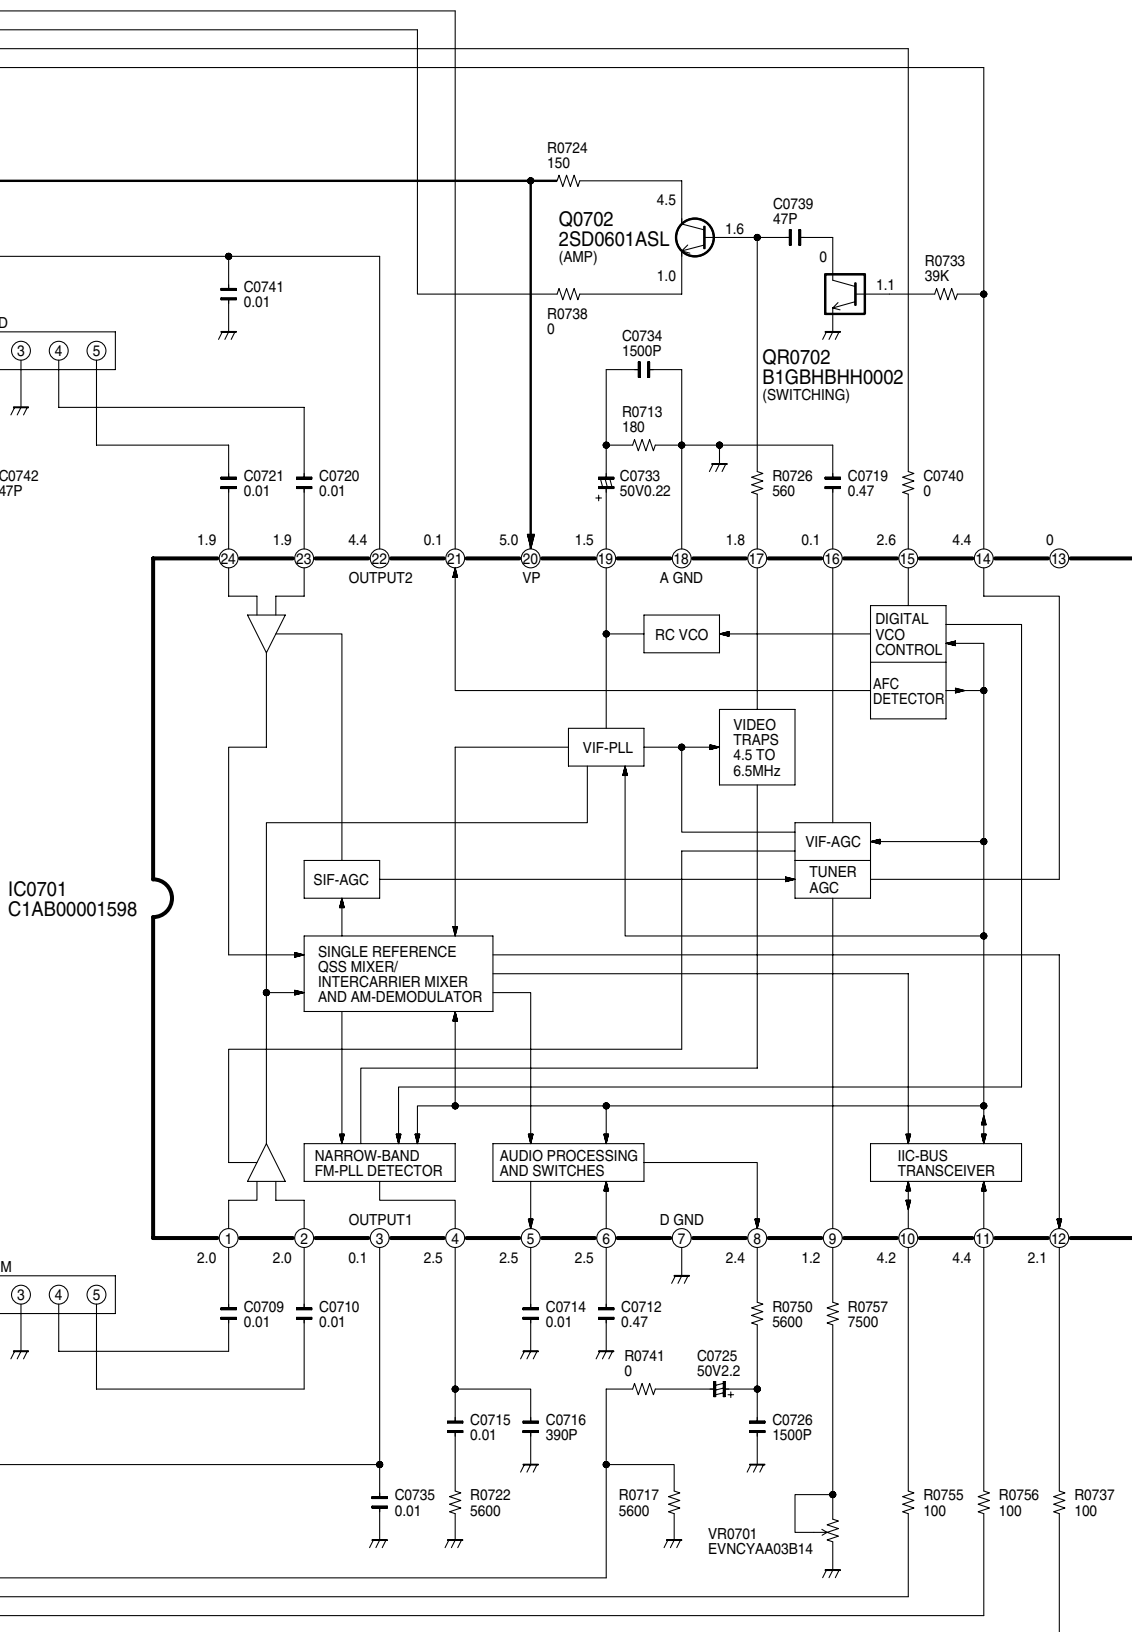 R0724
150
4.5
Q0702
2SD0601ASL
(AMP)
1.6
C0739
47P
0
1.0
R0738
0
1.1
R0733
39K
C0741
0.01
D
3 4 5
C0734
1500P
QR0702
B1GBHBHH0002
(SWITCHING)
R0713
180
C0742
47P
C0721
0.01
C0720
0.01
C0733
50V0.22
+
R0726
560
C0719
0.47
C0740
0
1.9 1.9 4.4 0.1 5.0 1.5 1.8 0.1 2.6 4.4 0
24 23 22 21 20 19 18 17 16 15 14 13
OUTPUT2 VP A GND
RC VCO
DIGITAL
VCO
CONTROL
AFC
DETECTOR
VIF-PLL
VIDEO
TRAPS
4.5 TO
6.5MHz
VIF-AGC
TUNER
AGC
SIF-AGC
IC0701
C1AB00001598
SINGLE REFERENCE
QSS MIXER/
INTERCARRIER MIXER
AND AM-DEMODULATOR
NARROW-BAND
FM-PLL DETECTOR
AUDIO PROCESSING
AND SWITCHES
IIC-BUS
TRANSCEIVER
OUTPUT1 D GND
1 2 3 4 5 6 7 8 9 10 11 12
2.0 2.0 0.1 2.5 2.5 2.5 2.4 1.2 4.2 4.4 2.1
M
3 4 5
C0709
0.01
C0710
0.01
C0714
0.01
C0712
0.47
R0750
5600
R0757
7500
R0741
0
C0725
50V2.2
+
C0715
0.01
C0716
390P
C0726
1500P
C0735
0.01
R0722
5600
R0717
5600
VR0701
EVNCYAA03B14
R0755
100
R0756
100
R0737
100